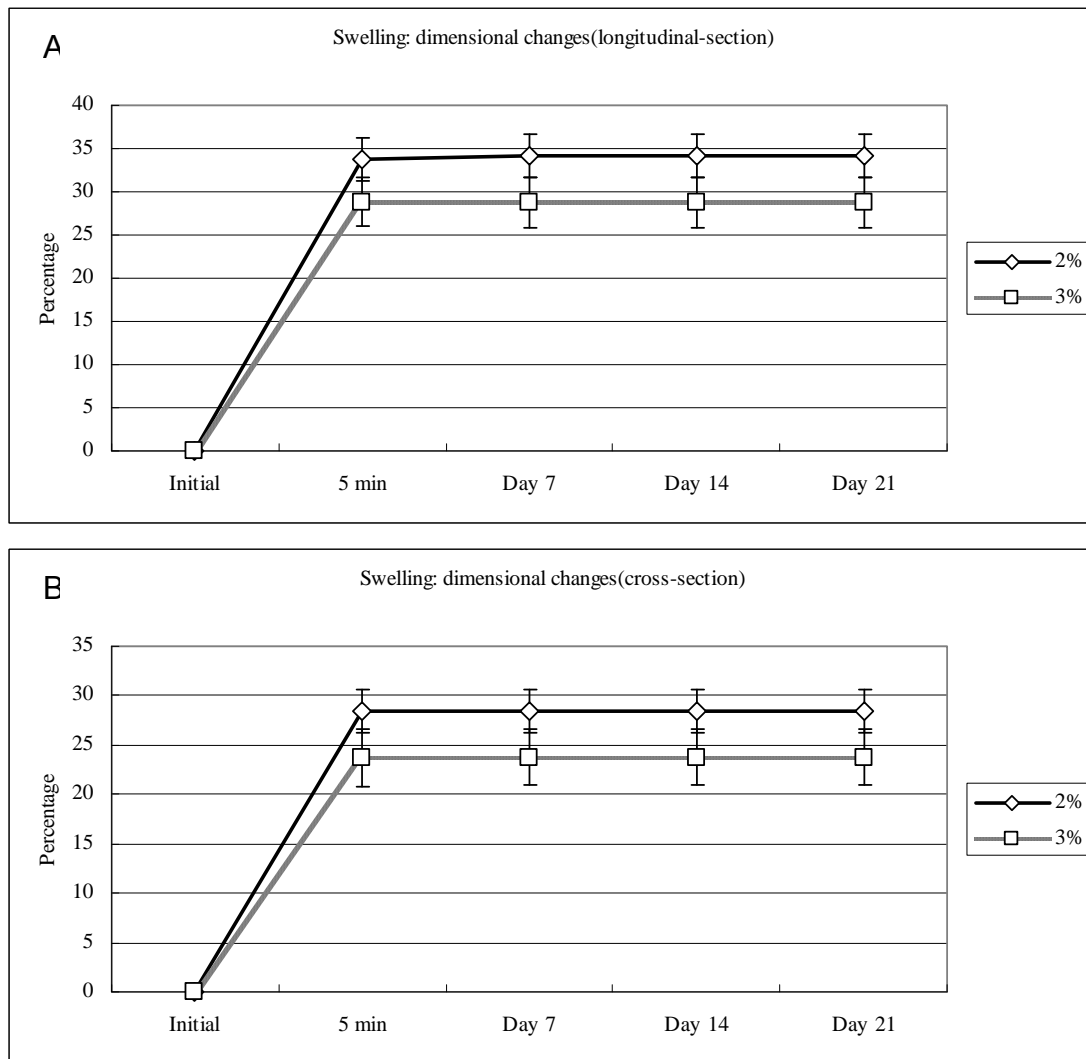 A
Swelling: dimensional changes(longitudinal-section)
40
35
30
25
20
15
10
5
0
Percentage
Initial 5 min Day 7 Day 14 Day 21
2%
3%
B
Swelling: dimensional changes(cross-section)
35
30
25
20
15
10
5
0
Percentage
Initial 5 min Day 7 Day 14 Day 21
2%
3%